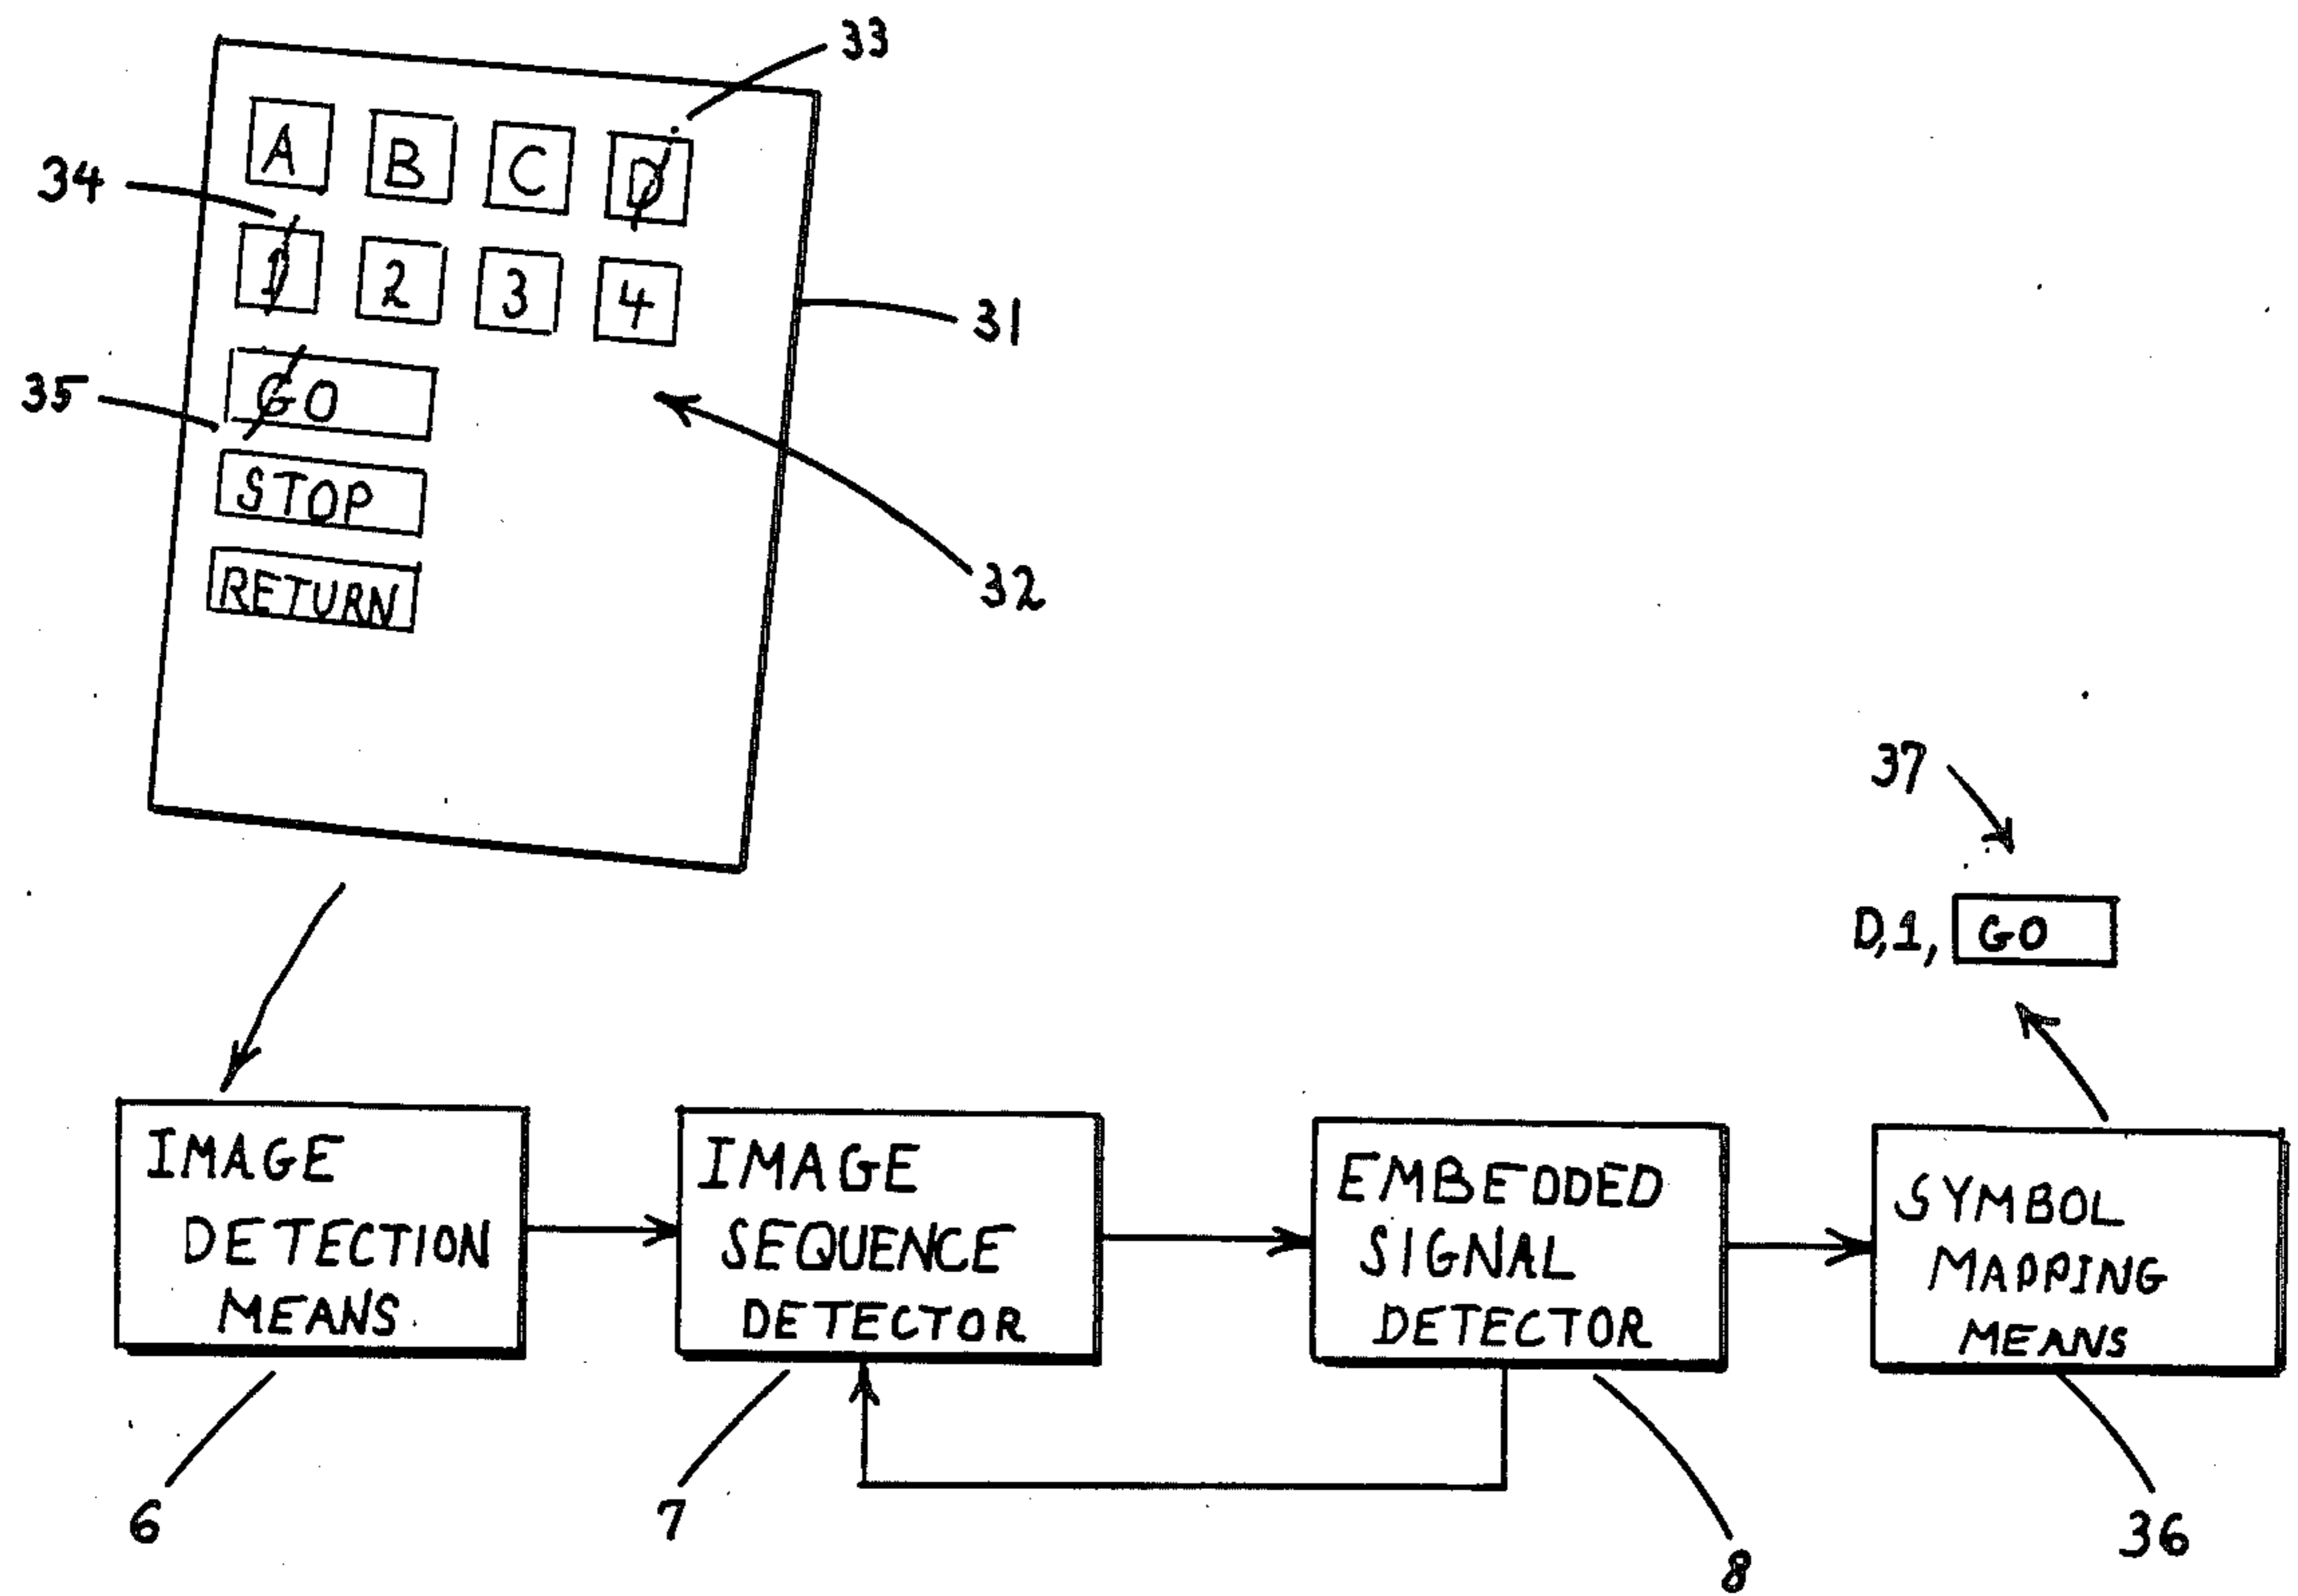 33
A B C D
34
1 2 3 4
31
GO
35
STOP
32
RETURN
37
D,1, GO
IMAGE
DETECTION
MEANS
IMAGE
SEQUENCE
DETECTOR
EMBEDDED
SIGNAL
DETECTOR
SYMBOL
MAPPING
MEANS
6
7
8
36